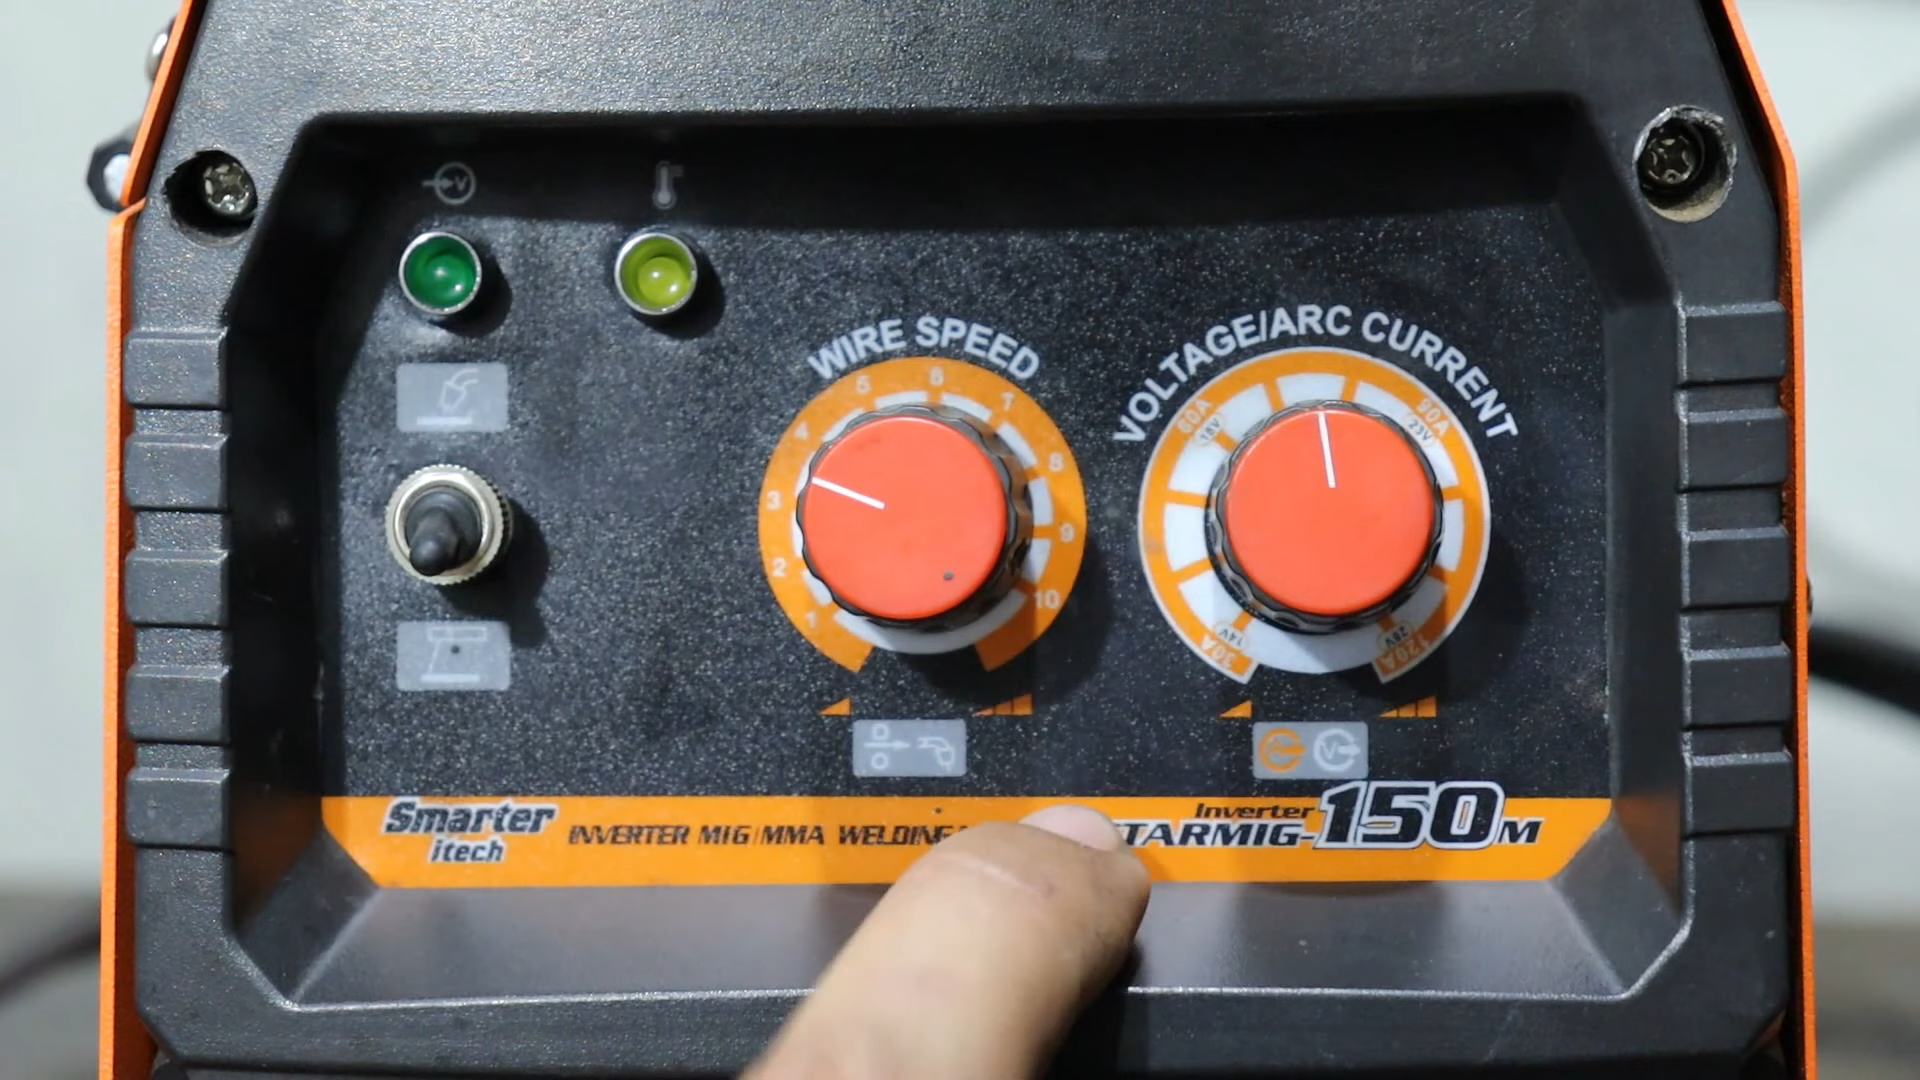 WIRE SPEED
5 6
4 7
3 8
2 9
1 10
VOLTAGE/ARC CURRENT
60A 90A
18V 23V
14V 28V
30A 120A
V
Smarter
itech
INVERTER MIG/MMA WELDING
Inverter
STARMIG-150M